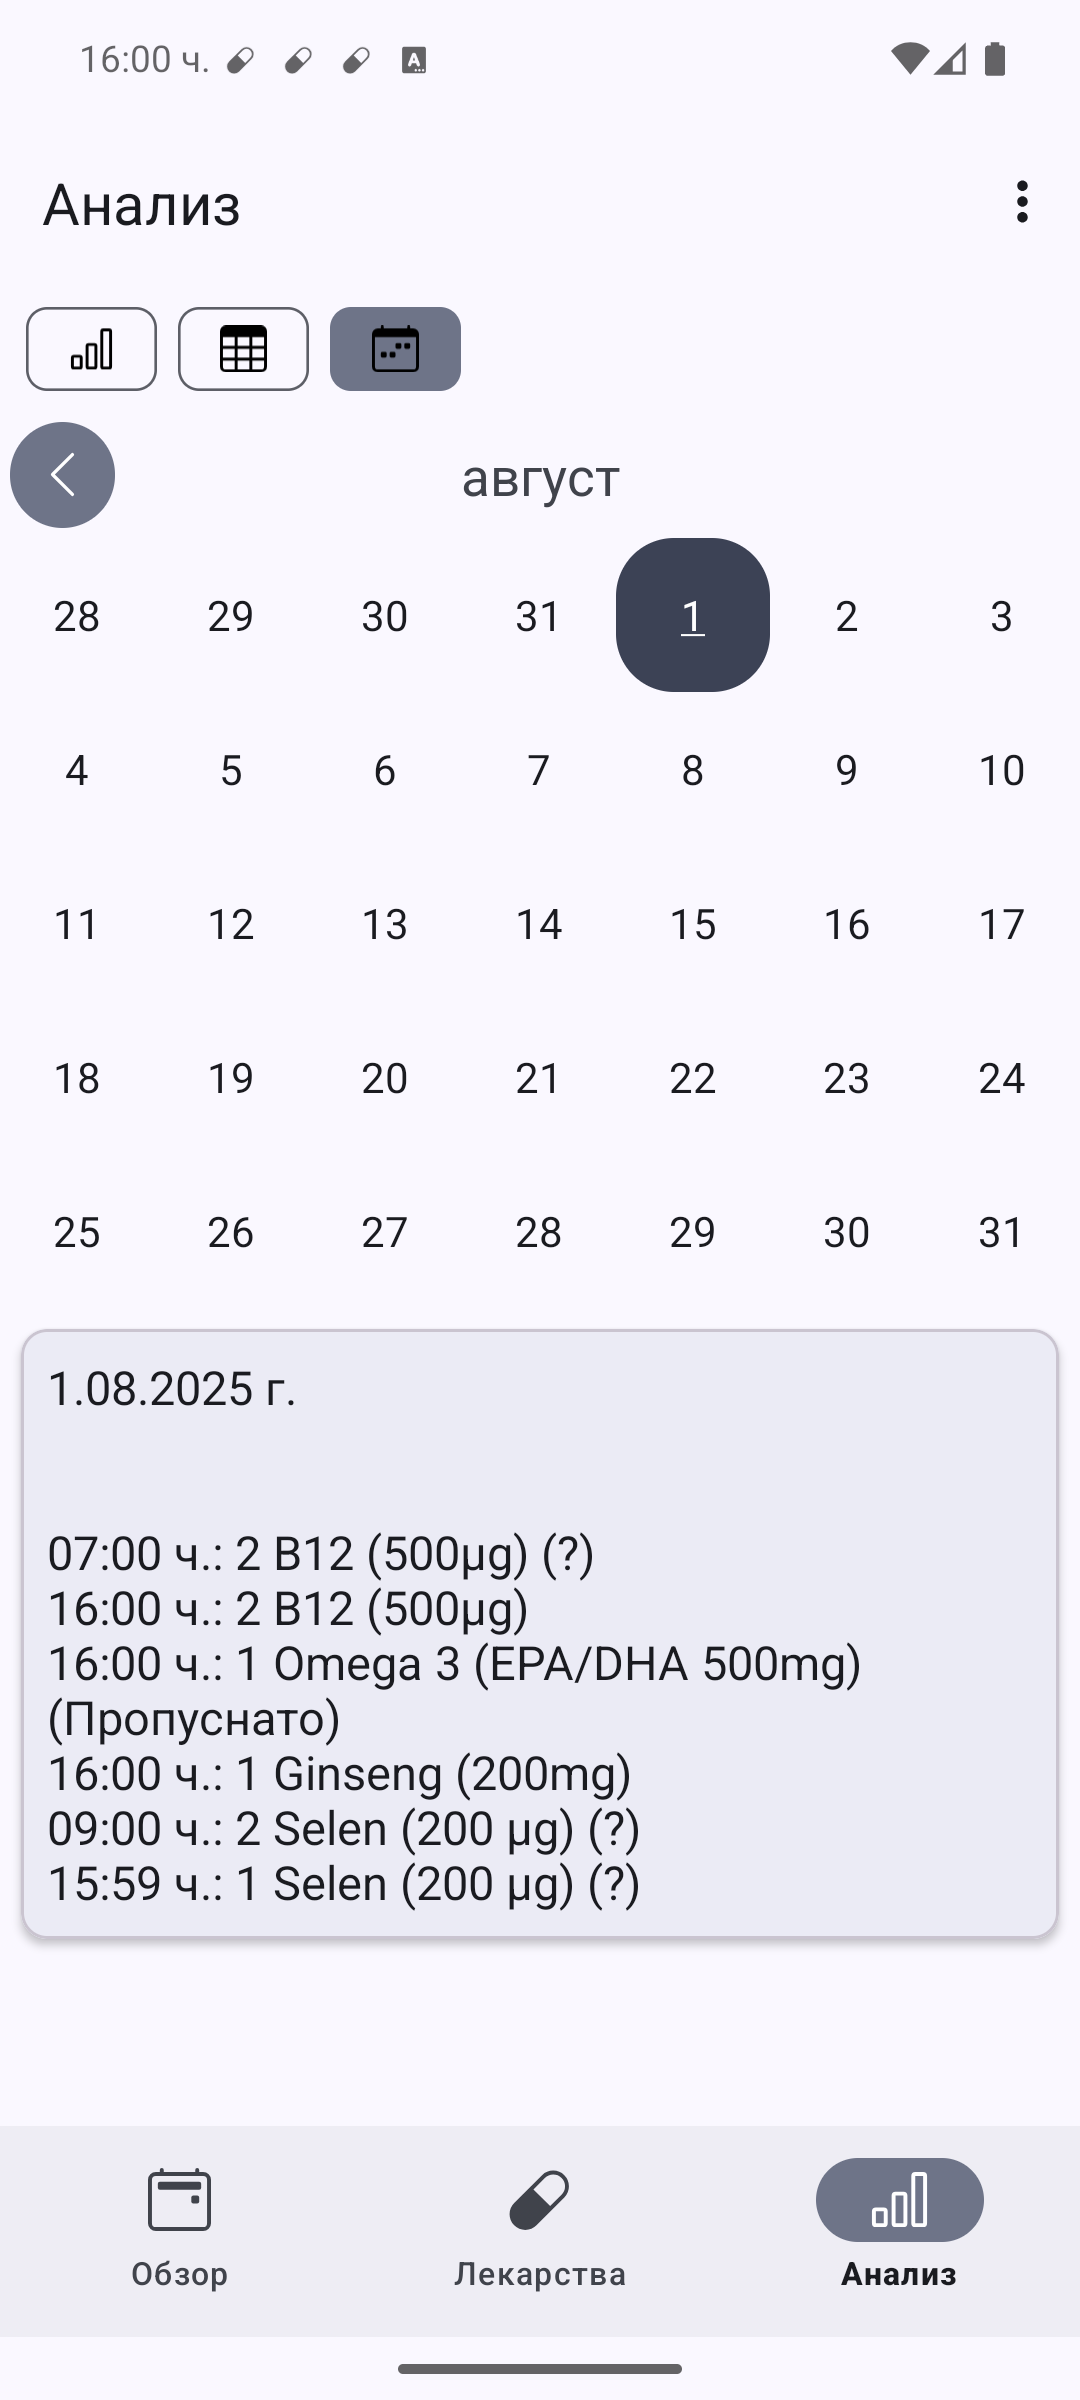 16:00 ч.
Анализ
август
28 29 30 31 1 2 3
4 5 6 7 8 9 10
11 12 13 14 15 16 17
18 19 20 21 22 23 24
25 26 27 28 29 30 31
1.08.2025 г.
07:00 ч.: 2 B12 (500µg) (?)
16:00 ч.: 2 B12 (500µg)
16:00 ч.: 1 Omega 3 (EPA/DHA 500mg)
(Пропуснато)
16:00 ч.: 1 Ginseng (200mg)
09:00 ч.: 2 Selen (200 µg) (?)
15:59 ч.: 1 Selen (200 µg) (?)
Обзор Лекарства Анализ